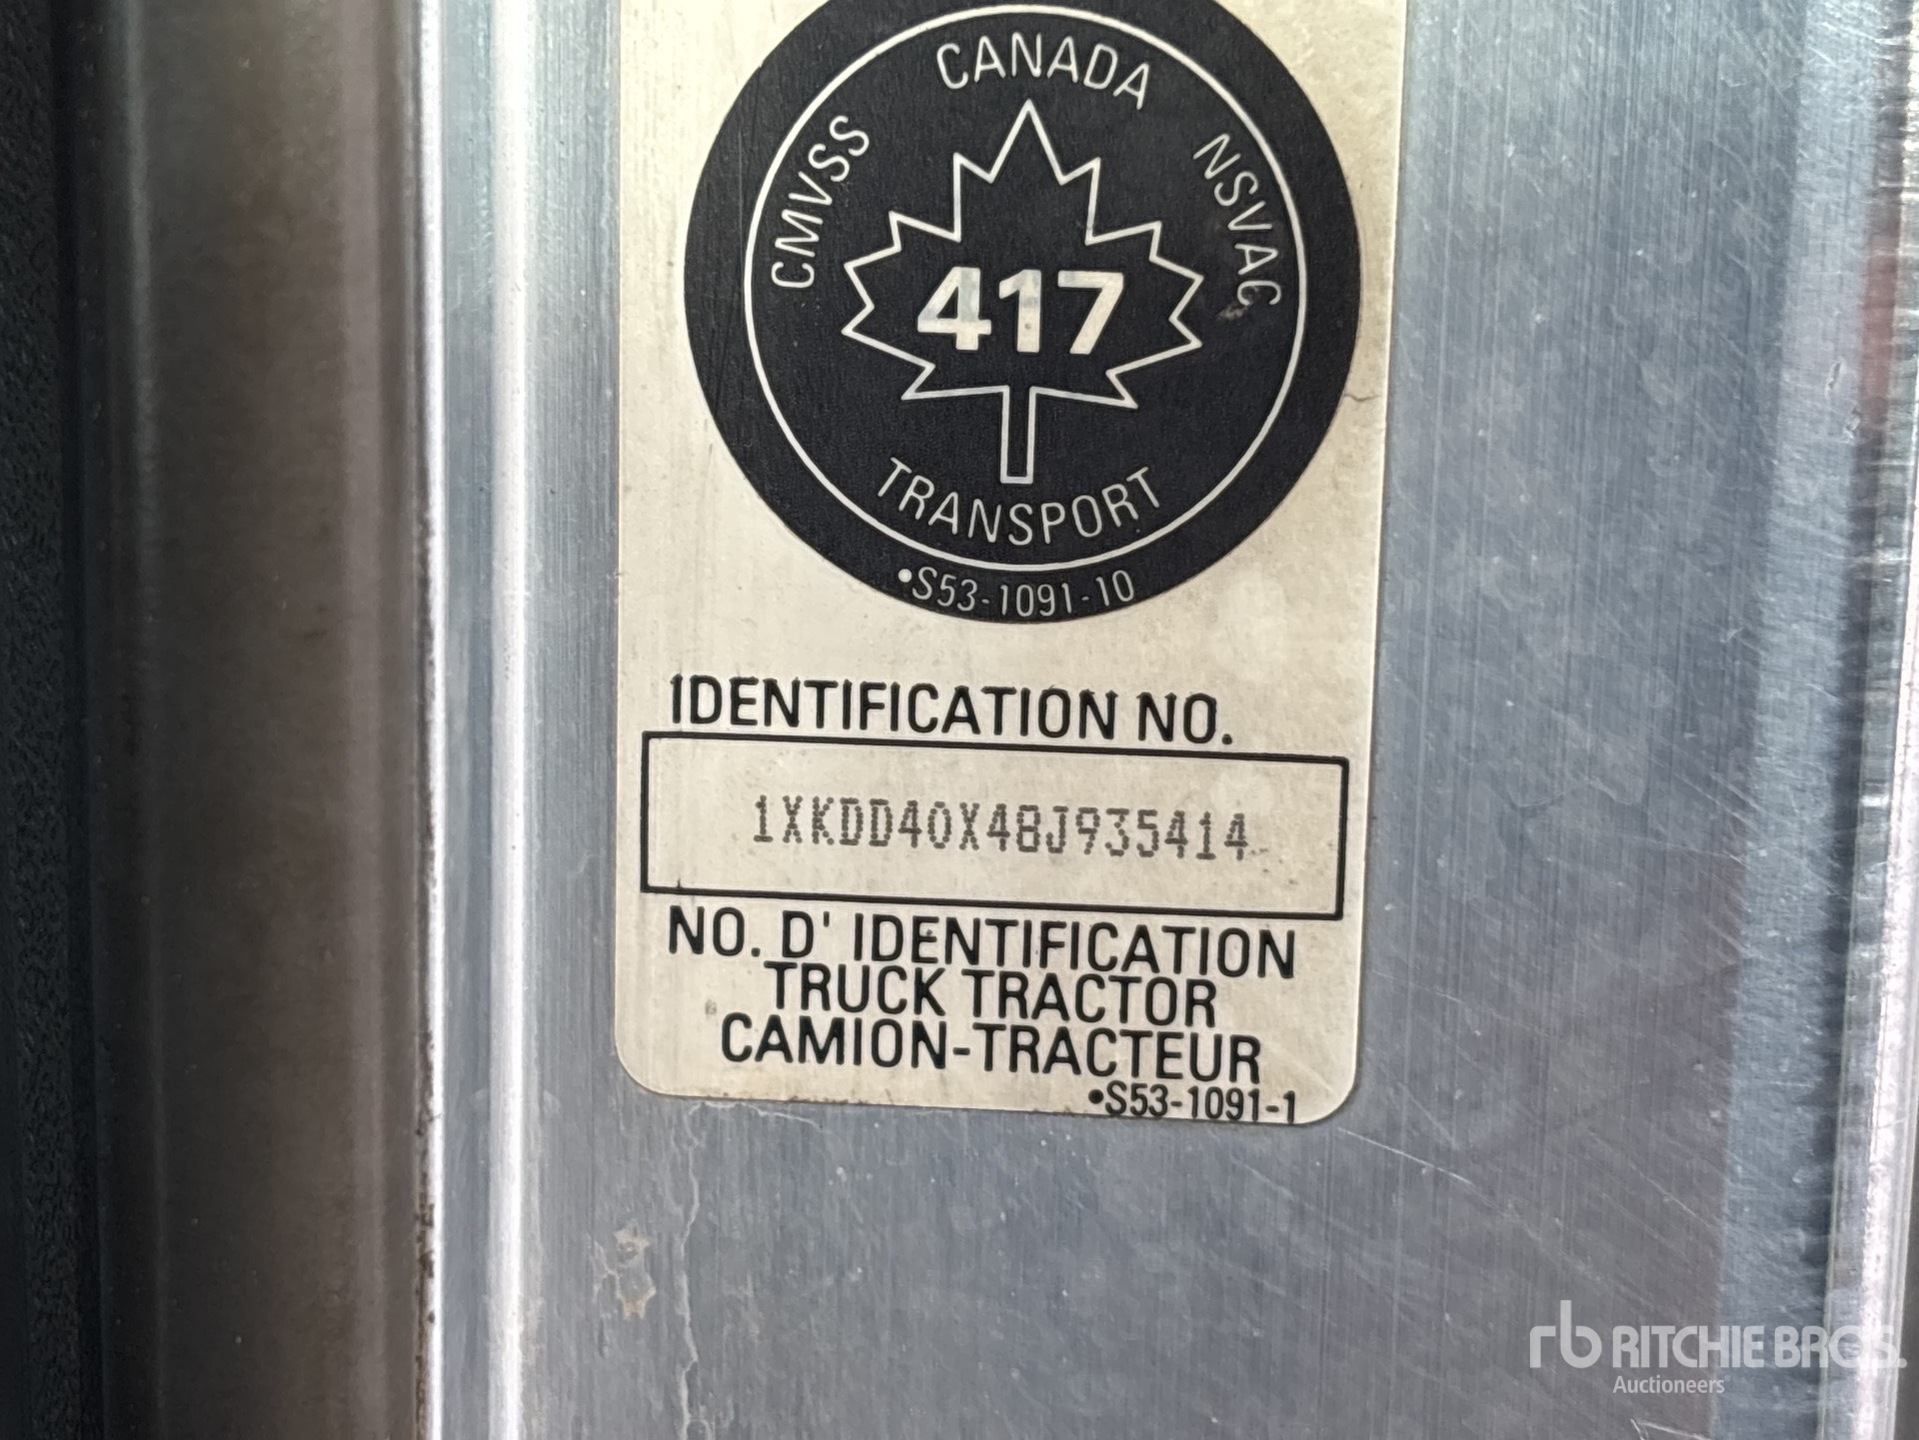 CANADA
CMVSS
NSVAC
417
TRANSPORT
•S53-1091-10
IDENTIFICATION NO.
1XKDD40X48J935414
NO. D' IDENTIFICATION
TRUCK TRACTOR
CAMION-TRACTEUR
•S53-1091-1
rb RITCHIE BROS.
Auctioneers